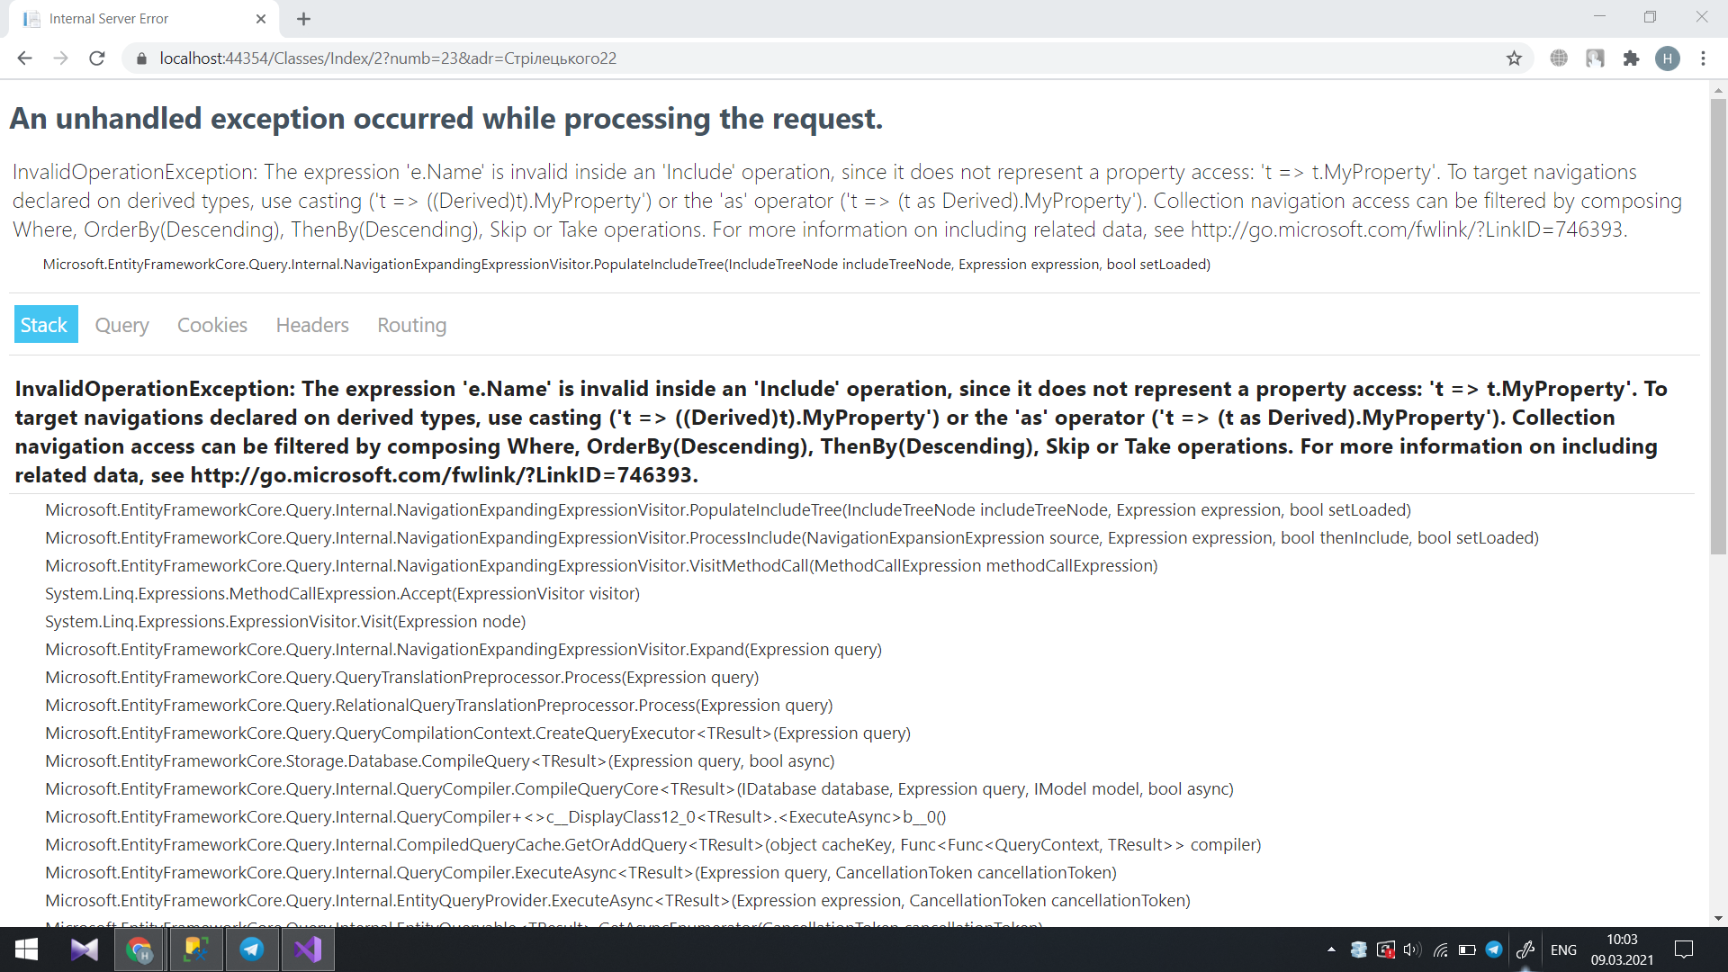 Internal Server Error
localhost:44354/Classes/Index/2?numb=23&adr=Стрілецького22
H
An unhandled exception occurred while processing the request.
InvalidOperationException: The expression 'e.Name' is invalid inside an 'Include' operation, since it does not represent a property access: 't => t.MyProperty'. To target navigations
declared on derived types, use casting ('t => ((Derived)t).MyProperty') or the 'as' operator ('t => (t as Derived).MyProperty'). Collection navigation access can be filtered by composing
Where, OrderBy(Descending), ThenBy(Descending), Skip or Take operations. For more information on including related data, see http://go.microsoft.com/fwlink/?LinkID=746393.
Microsoft.EntityFrameworkCore.Query.Internal.NavigationExpandingExpressionVisitor.PopulateIncludeTree(IncludeTreeNode includeTreeNode, Expression expression, bool setLoaded)
Stack Query Cookies Headers Routing
InvalidOperationException: The expression 'e.Name' is invalid inside an 'Include' operation, since it does not represent a property access: 't => t.MyProperty'. To
target navigations declared on derived types, use casting ('t => ((Derived)t).MyProperty') or the 'as' operator ('t => (t as Derived).MyProperty'). Collection
navigation access can be filtered by composing Where, OrderBy(Descending), ThenBy(Descending), Skip or Take operations. For more information on including
related data, see http://go.microsoft.com/fwlink/?LinkID=746393.
Microsoft.EntityFrameworkCore.Query.Internal.NavigationExpandingExpressionVisitor.PopulateIncludeTree(IncludeTreeNode includeTreeNode, Expression expression, bool setLoaded)
Microsoft.EntityFrameworkCore.Query.Internal.NavigationExpandingExpressionVisitor.ProcessInclude(NavigationExpansionExpression source, Expression expression, bool thenInclude, bool setLoaded)
Microsoft.EntityFrameworkCore.Query.Internal.NavigationExpandingExpressionVisitor.VisitMethodCall(MethodCallExpression methodCallExpression)
System.Linq.Expressions.MethodCallExpression.Accept(ExpressionVisitor visitor)
System.Linq.Expressions.ExpressionVisitor.Visit(Expression node)
Microsoft.EntityFrameworkCore.Query.Internal.NavigationExpandingExpressionVisitor.Expand(Expression query)
Microsoft.EntityFrameworkCore.Query.QueryTranslationPreprocessor.Process(Expression query)
Microsoft.EntityFrameworkCore.Query.RelationalQueryTranslationPreprocessor.Process(Expression query)
Microsoft.EntityFrameworkCore.Query.QueryCompilationContext.CreateQueryExecutor<TResult>(Expression query)
Microsoft.EntityFrameworkCore.Storage.Database.CompileQuery<TResult>(Expression query, bool async)
Microsoft.EntityFrameworkCore.Query.Internal.QueryCompiler.CompileQueryCore<TResult>(IDatabase database, Expression query, IModel model, bool async)
Microsoft.EntityFrameworkCore.Query.Internal.QueryCompiler+<>c__DisplayClass12_0<TResult>.<ExecuteAsync>b__0()
Microsoft.EntityFrameworkCore.Query.Internal.CompiledQueryCache.GetOrAddQuery<TResult>(object cacheKey, Func<Func<QueryContext, TResult>> compiler)
Microsoft.EntityFrameworkCore.Query.Internal.QueryCompiler.ExecuteAsync<TResult>(Expression query, CancellationToken cancellationToken)
Microsoft.EntityFrameworkCore.Query.Internal.EntityQueryProvider.ExecuteAsync<TResult>(Expression expression, CancellationToken cancellationToken)
Microsoft.EntityFrameworkCore.Query.Internal.EntityQueryable<TResult>.GetAsyncEnumerator(CancellationToken cancellationToken)
ENG
10:03
09.03.2021